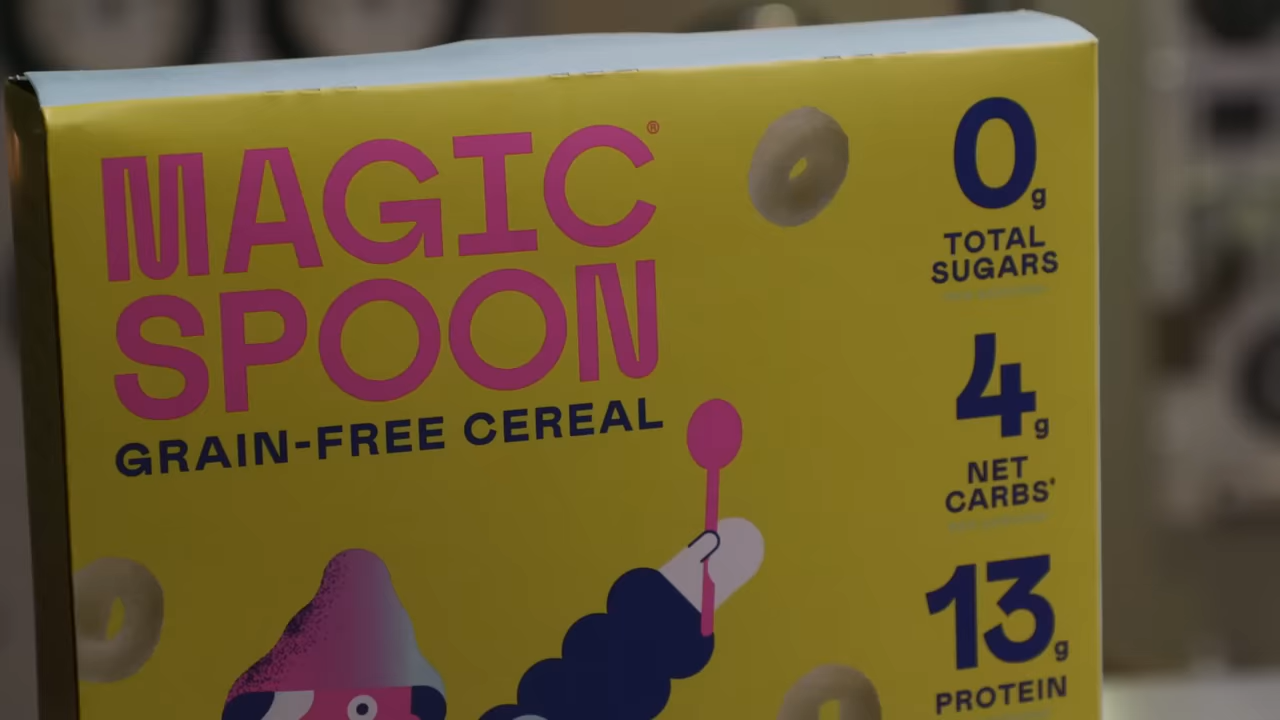 MAGIC®
SPOON
GRAIN-FREE CEREAL
0g
TOTAL
SUGARS
4g
NET
CARBS*
13g
PROTEIN